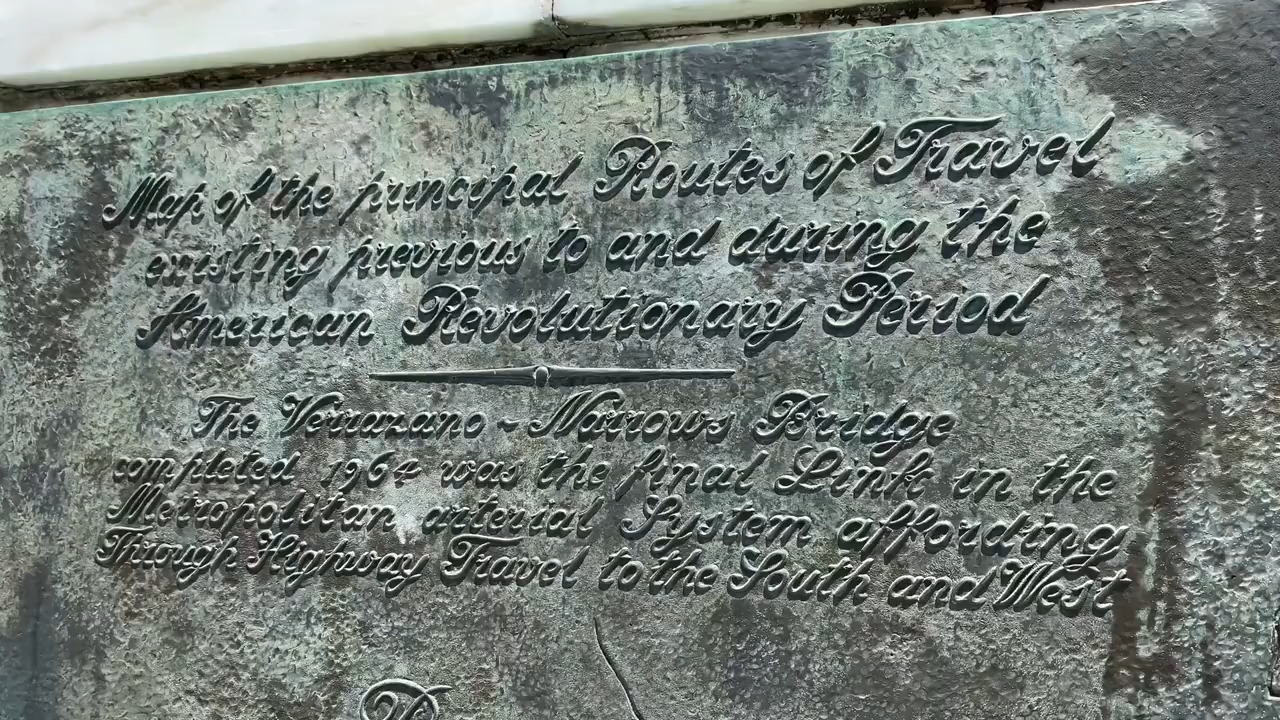 Map of the principal Routes of Travel
existing previous to and during the
American Revolutionary Period
The Verrazano - Narrows Bridge
completed 1964 was the final Link in the
Metropolitan arterial System affording
Through Highway Travel to the South and West